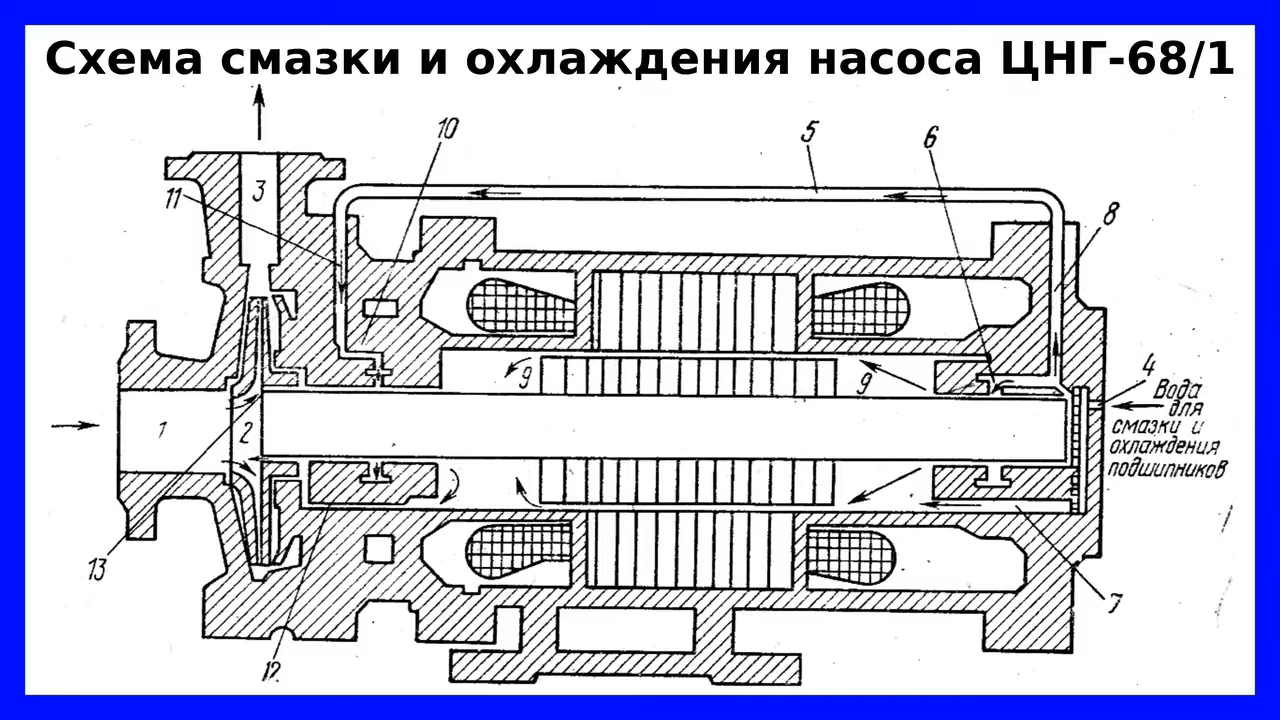 Схема смазки и охлаждения насоса ЦНГ-68/1
10
5
6
3
11
8
9
9
4
Вода
для
смазки и
охлаждения
подшипников
1
2
13
7
12